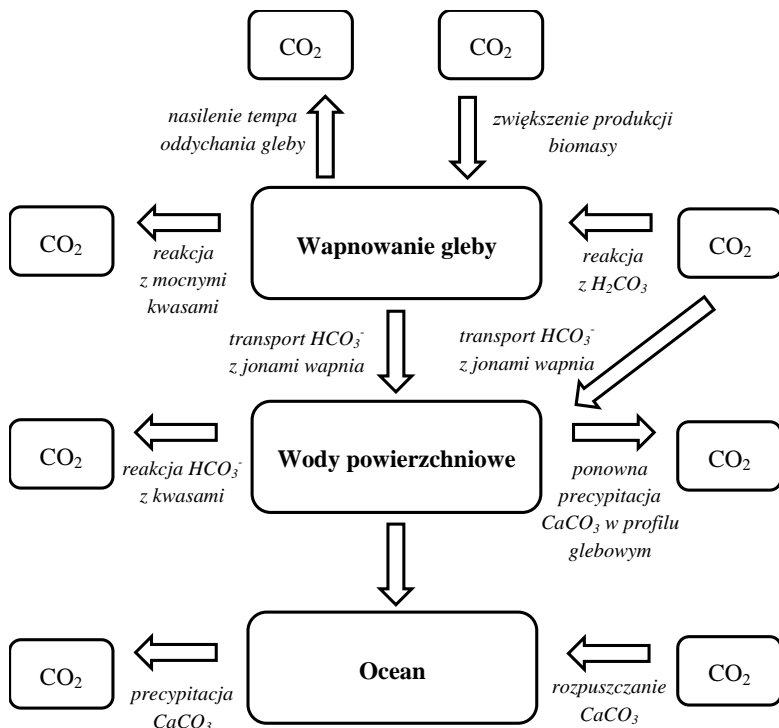 CO₂
CO₂
nasilenie tempa
oddychania gleby
zwiększenie produkcji
biomasy
CO₂
reakcja
z mocnymi
kwasami
Wapnowanie gleby
reakcja
z H₂CO₃
CO₂
transport HCO₃⁻
z jonami wapnia
transport HCO₃⁻
z jonami wapnia
CO₂
reakcja HCO₃⁻
z kwasami
Wody powierzchniowe
ponowna
precypitacja
CaCO₃ w profilu
glebowym
CO₂
CO₂
precypitacja
CaCO₃
Ocean
rozpuszczanie
CaCO₃
CO₂